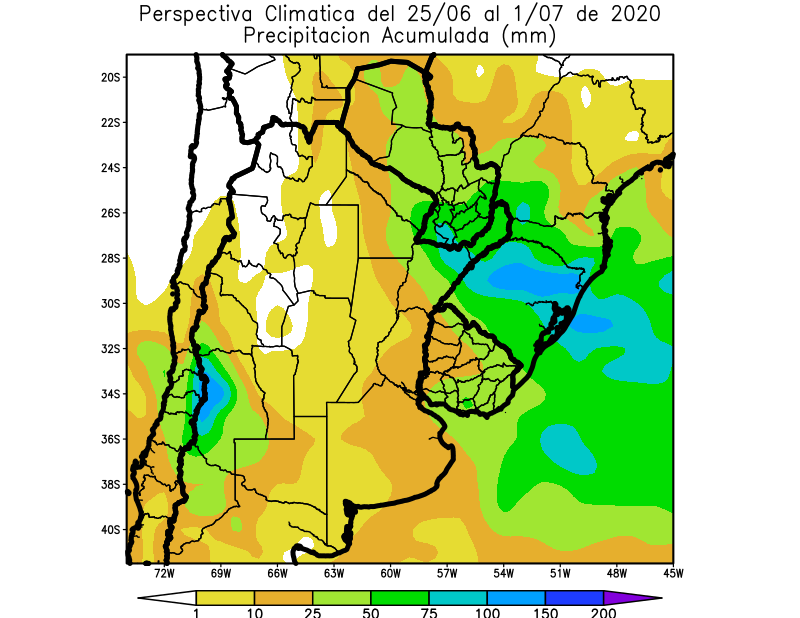 Perspectiva Climatica del 25/06 al 1/07 de 2020
Precipitacion Acumulada (mm)
20S
22S
24S
26S
28S
30S
32S
34S
36S
38S
40S
72W 69W 66W 63W 60W 57W 54W 51W 48W 45W
1 10 25 50 75 100 150 200